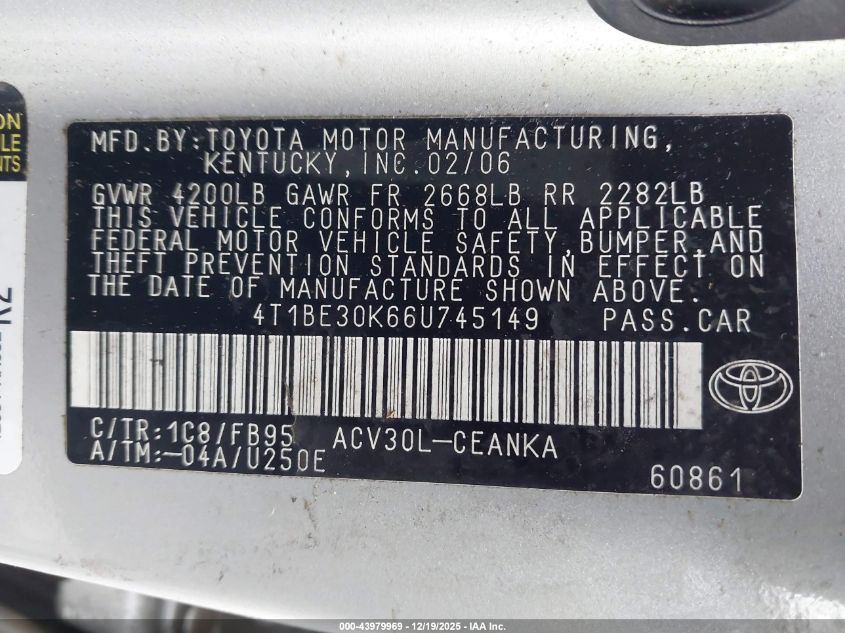 ON
LE
NTS
MFD.BY:TOYOTA MOTOR MANUFACTURING,
KENTUCKY,INC.02/06
GVWR 4200LB GAWR FR 2668LB RR 2282LB
THIS VEHICLE CONFORMS TO ALL APPLICABLE
FEDERAL MOTOR VEHICLE SAFETY,BUMPER,AND
THEFT PREVENTION STANDARDS IN EFFECT ON
THE DATE OF MANUFACTURE SHOWN ABOVE.
4T1BE30K66U745149 PASS.CAR
C/TR:1C8/FB95 ACV30L-CEANKA
A/TM:-04A/U250E
60861
000-43979969 - 12/19/2025 - IAA Inc.